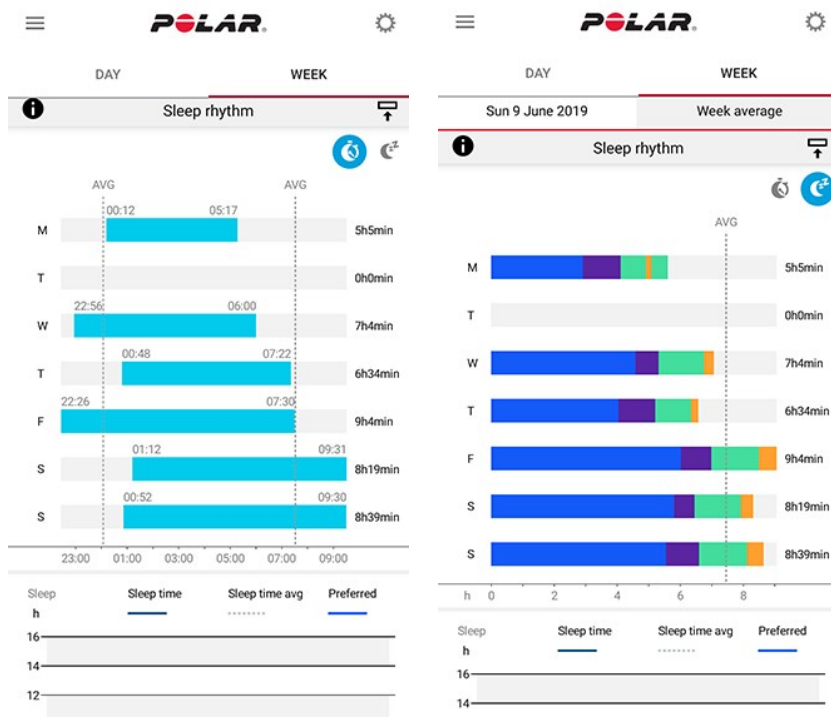 POLAR.
DAY WEEK
Sleep rhythm
AVG AVG
M 00:12 05:17 5h5min
T 0h0min
W 22:56 06:00 7h4min
T 00:48 07:22 6h34min
F 22:26 07:30 9h4min
S 01:12 09:31 8h19min
S 00:52 09:30 8h39min
23:00 01:00 03:00 05:00 07:00 09:00
Sleep Sleep time Sleep time avg Preferred
h
16
14
12
POLAR.
DAY WEEK
Sun 9 June 2019 Week average
Sleep rhythm
AVG
M 5h5min
T 0h0min
W 7h4min
T 6h34min
F 9h4min
S 8h19min
S 8h39min
h 0 2 4 6 8
Sleep Sleep time Sleep time avg Preferred
h
16
14